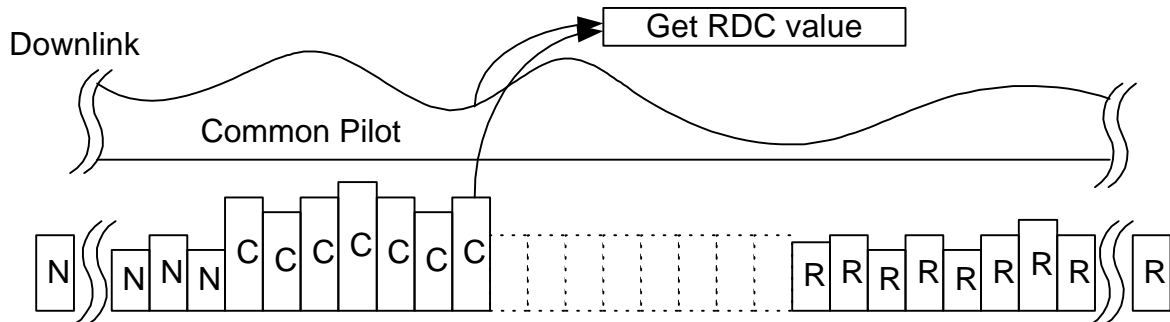 Get RDC value
Downlink
Common Pilot
N N N N C C C C C C C R R R R R R R R R